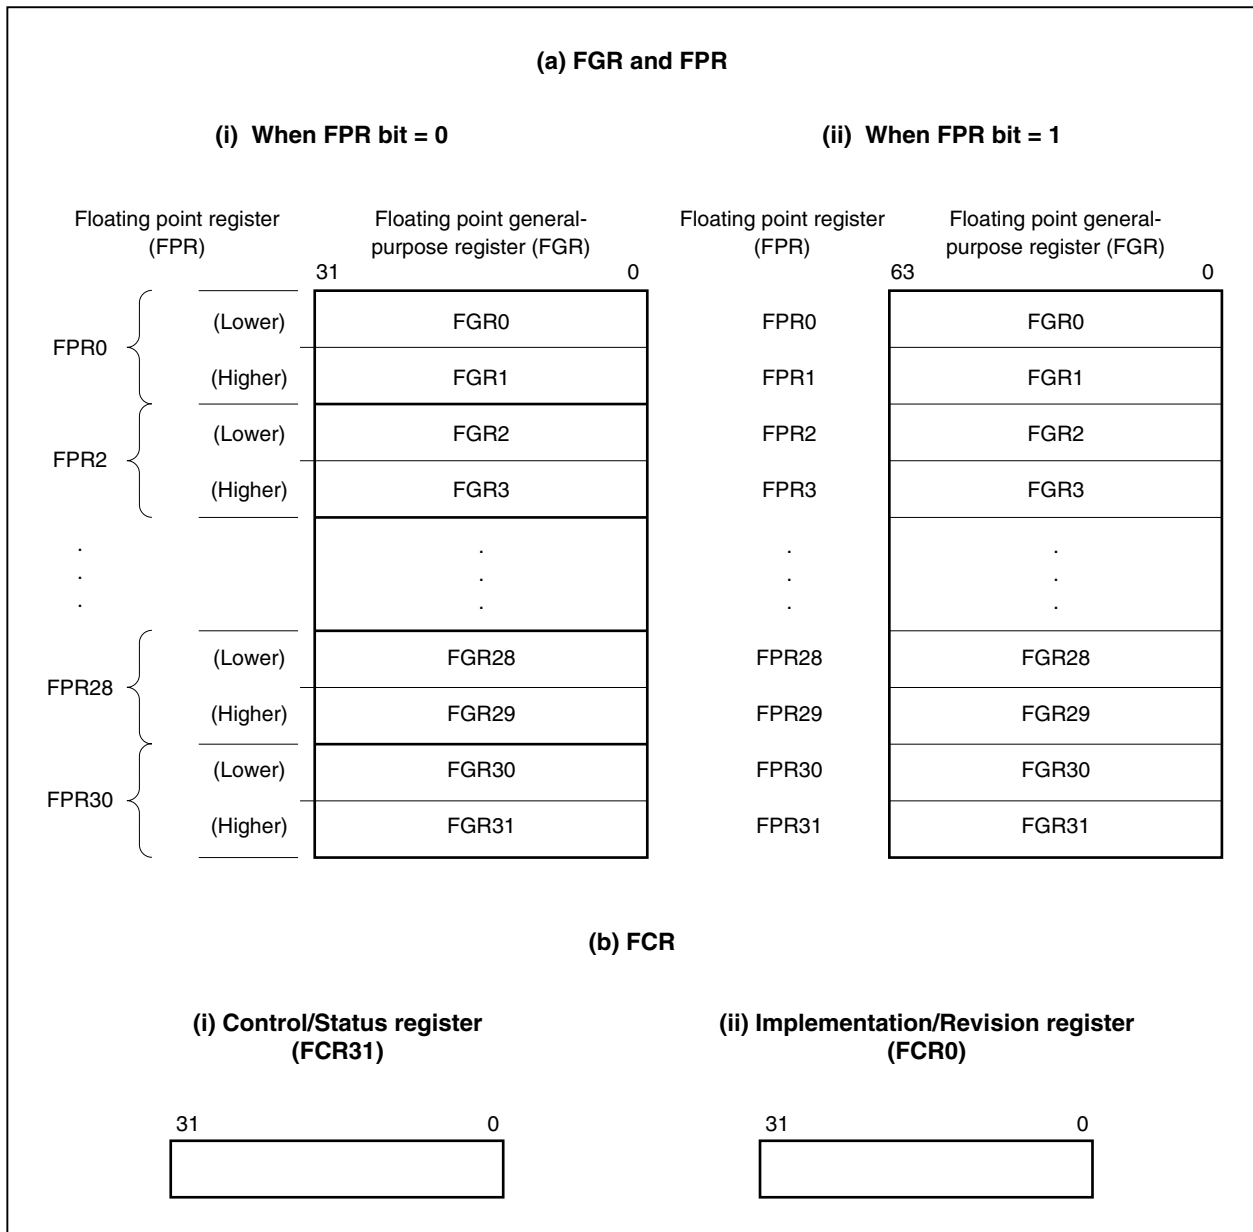 (a) FGR and FPR
(i) When FPR bit = 0
(ii) When FPR bit = 1
Floating point register
(FPR)
Floating point general-
purpose register (FGR)
Floating point register
(FPR)
Floating point general-
purpose register (FGR)
31 0
63 0
FPR0
(Lower) FGR0
(Higher) FGR1
FPR2
(Lower) FGR2
(Higher) FGR3
.
.
.
.
.
.
FPR28
(Lower) FGR28
(Higher) FGR29
FPR30
(Lower) FGR30
(Higher) FGR31
FPR0 FGR0
FPR1 FGR1
FPR2 FGR2
FPR3 FGR3
. .
. .
. .
FPR28 FGR28
FPR29 FGR29
FPR30 FGR30
FPR31 FGR31
(b) FCR
(i) Control/Status register
(FCR31)
31 0
(ii) Implementation/Revision register
(FCR0)
31 0